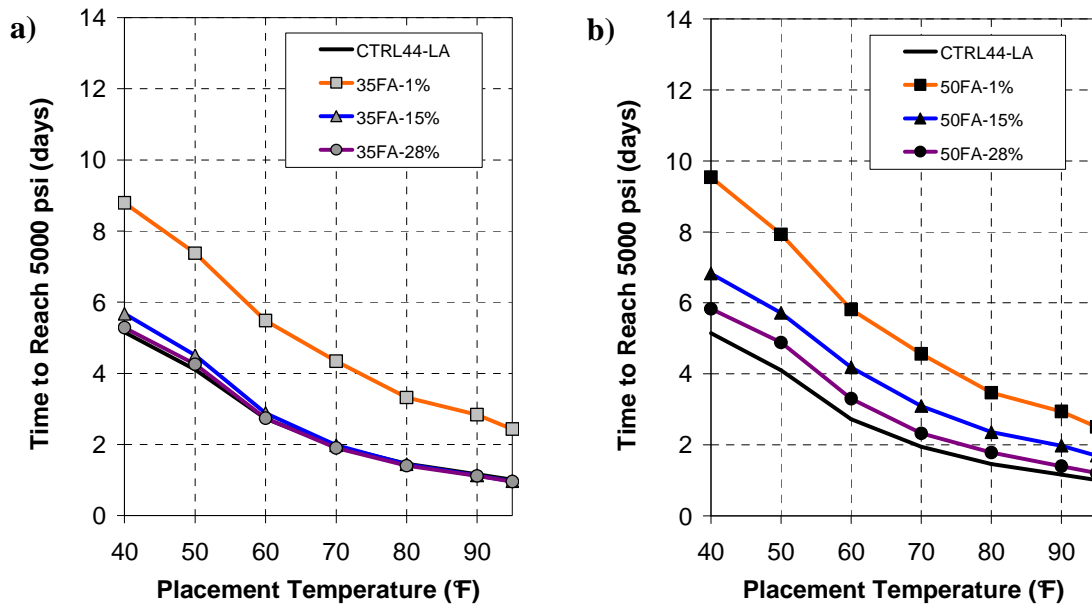 a)
Time to Reach 5000 psi (days)
14
12
10
8
6
4
2
0
CTRL44-LA
35FA-1%
35FA-15%
35FA-28%
40 50 60 70 80 90
Placement Temperature (°F)
b)
Time to Reach 5000 psi (days)
14
12
10
8
6
4
2
0
CTRL44-LA
50FA-1%
50FA-15%
50FA-28%
40 50 60 70 80 90
Placement Temperature (°F)